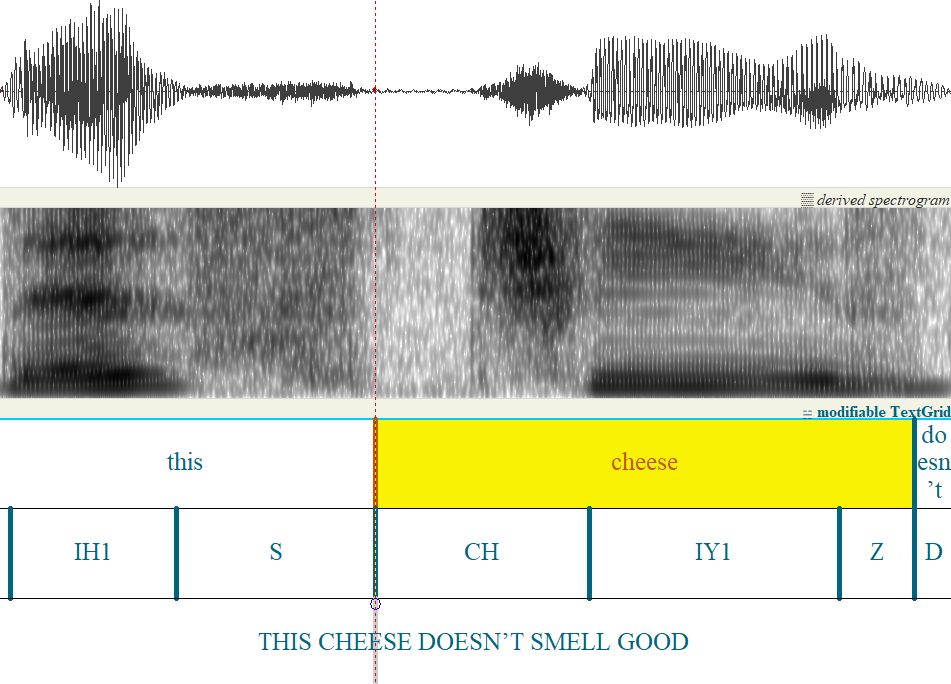 derived spectrogram
modifiable TextGrid
this
cheese
do
esn
’t
IH1
S
CH
IY1
Z
D
THIS CHEESE DOESN’T SMELL GOOD